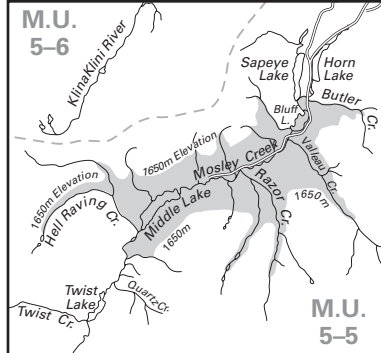 M.U.
5–6
KlinaKlini River
Sapeye
Lake
Horn
Lake
Bluff
L.
Butler
Cr.
1650m Elevation
Mosley Creek
Valleau Cr.
1650m Elevation
Hell Raving Cr.
Middle Lake
Razor Cr.
1650m
1650m
Twist
Lake
Quartz Cr.
Twist Cr.
M.U.
5–5